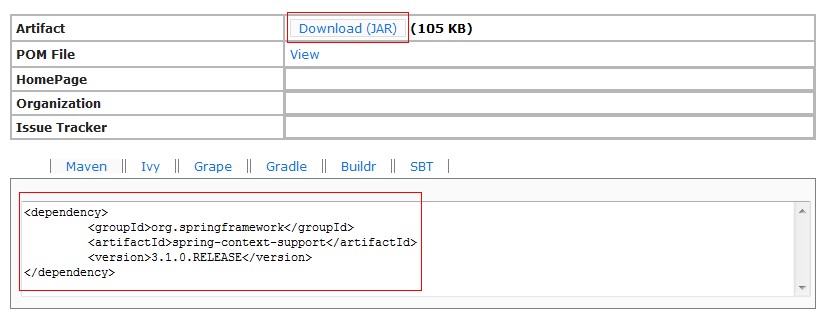 Artifact Download (JAR) (105 KB)
POM File View
HomePage
Organization
Issue Tracker
Maven Ivy Grape Gradle Buildr SBT
<dependency>
<groupId>org.springframework</groupId>
<artifactId>spring-context-support</artifactId>
<version>3.1.0.RELEASE</version>
</dependency>